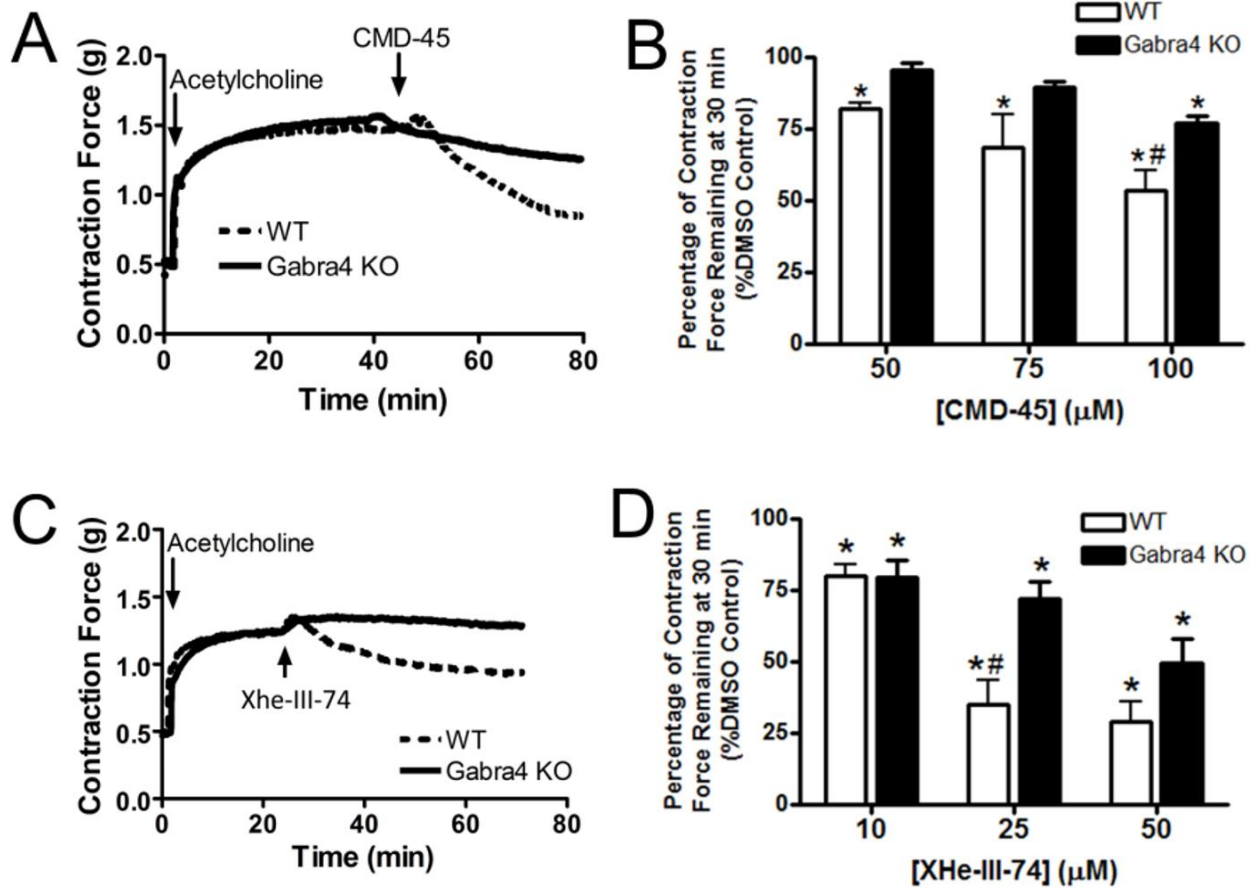 A
Contraction Force (g)
2.0
1.5
1.0
0.5
0.0
Acetylcholine
CMD-45
WT
Gabra4 KO
0 20 40 60 80
Time (min)
B
WT
Gabra4 KO
Percentage of Contraction
Force Remaining at 30 min
(%DMSO Control)
100
75
50
25
0
* * *# *
50 75 100
[CMD-45] (μM)
C
Contraction Force (g)
2.0
1.5
1.0
0.5
0.0
Acetylcholine
Xhe-III-74
WT
Gabra4 KO
0 20 40 60 80
Time (min)
D
WT
Gabra4 KO
Percentage of Contraction
Force Remaining at 30 min
(%DMSO Control)
100
75
50
25
0
* * *# * * *
10 25 50
[XHe-III-74] (μM)